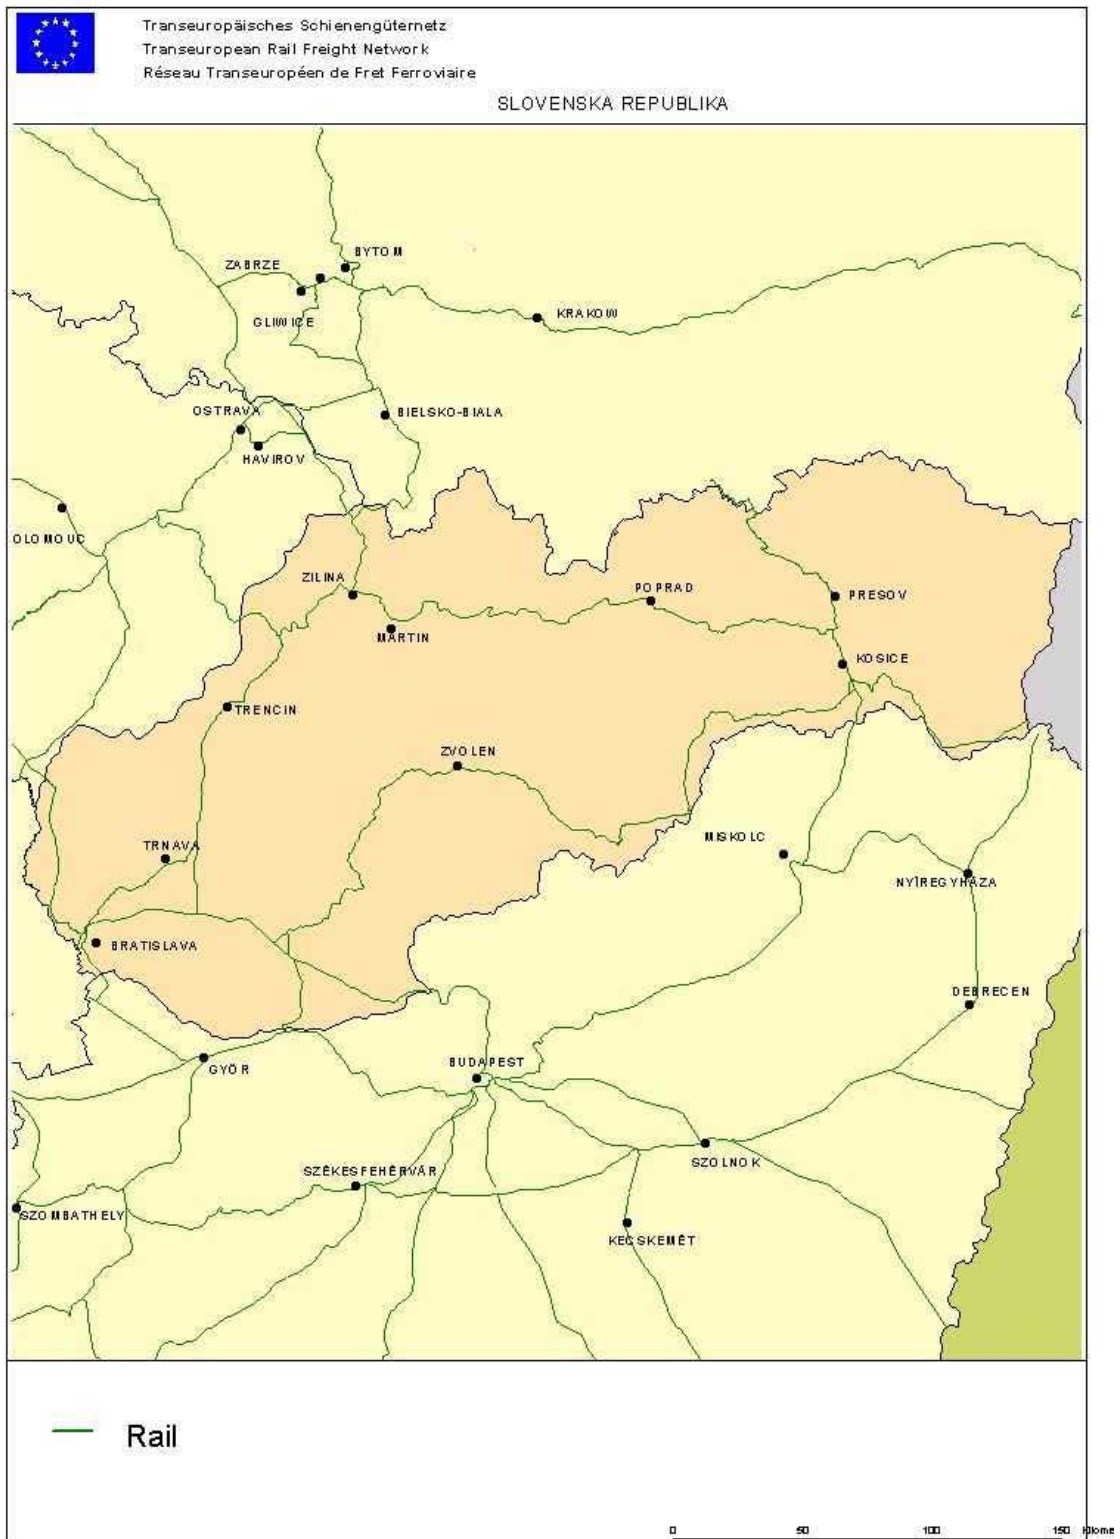 Transeuropäisches Schienengüternetz
Transeuropean Rail Freight Network
Réseau Transeuropéen de Fret Ferroviaire
SLOVENSKA REPUBLIKA
BYTOM
ZABRZE
KRAKOW
GLIWICE
OSTRAVA
BIELSKO-BIALA
HAVIROV
OLOMOUC
ZILINA
POPRAD
PRESOV
MARTIN
KOSICE
TRENCIN
ZVOLEN
MISKOLC
TRNAVA
NYÍREGYHÁZA
BRATISLAVA
DEBRECEN
BUDAPEST
GYÖR
SZOLNOK
SZÉKESFEHÉRVÁR
SZOMBATHELY
KECSKEMÉT
Rail
0 50 100 150 Kilome